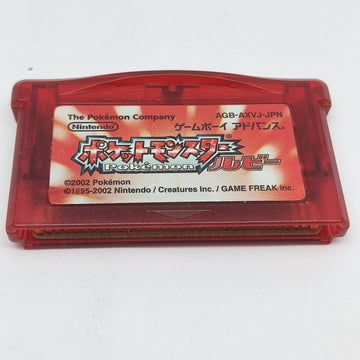 The Pokémon Company AGB-AXVJ-JPN
Nintendo ゲームボーイ アドバンス
ポケットモンスター ルビー
Pokémon
©2002 Pokémon
©1995-2002 Nintendo / Creatures inc. / GAME FREAK inc.